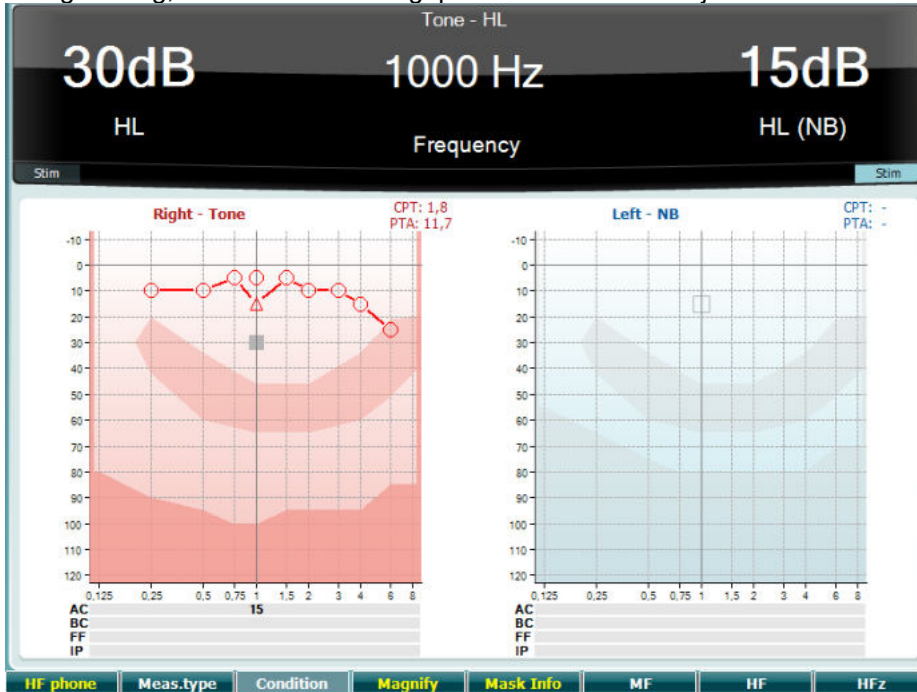 Tone - HL
30dB 1000 Hz 15dB
HL Frequency HL (NB)
Stim Stim
Right - Tone CPT: 1,8
PTA: 11,7
Left - NB CPT: -
PTA: -
-10 -10
0 0
10 10
20 20
30 30
40 40
50 50
60 60
70 70
80 80
90 90
100 100
110 110
120 120
0,125 0,25 0,5 0,75 1 1,5 2 3 4 6 8 0,125 0,25 0,5 0,75 1 1,5 2 3 4 6 8
AC 15 AC
BC BC
FF FF
IP IP
HF phone Meas.type Condition Magnify Mask Info MF HF HFz